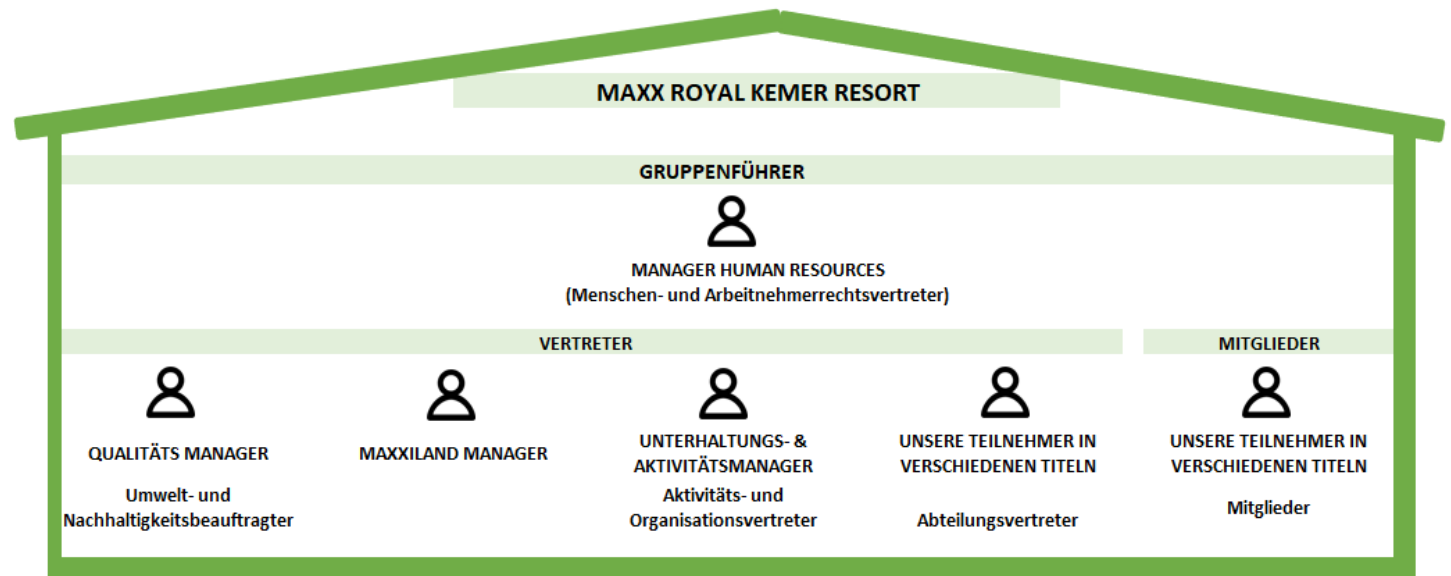 MAXX ROYAL KEMER RESORT
GRUPPENFÜHRER
MANAGER HUMAN RESOURCES
(Menschen- und Arbeitnehmerrechtsvertreter)
VERTRETER
MITGLIEDER
QUALITÄTS MANAGER
Umwelt- und
Nachhaltigkeitsbeauftragter
MAXXILAND MANAGER
UNTERHALTUNGS- &
AKTIVITÄTSMANAGER
Aktivitäts- und
Organisationsvertreter
UNSERE TEILNEHMER IN
VERSCHIEDENEN TITELN
Abteilungsvertreter
UNSERE TEILNEHMER IN
VERSCHIEDENEN TITELN
Mitglieder